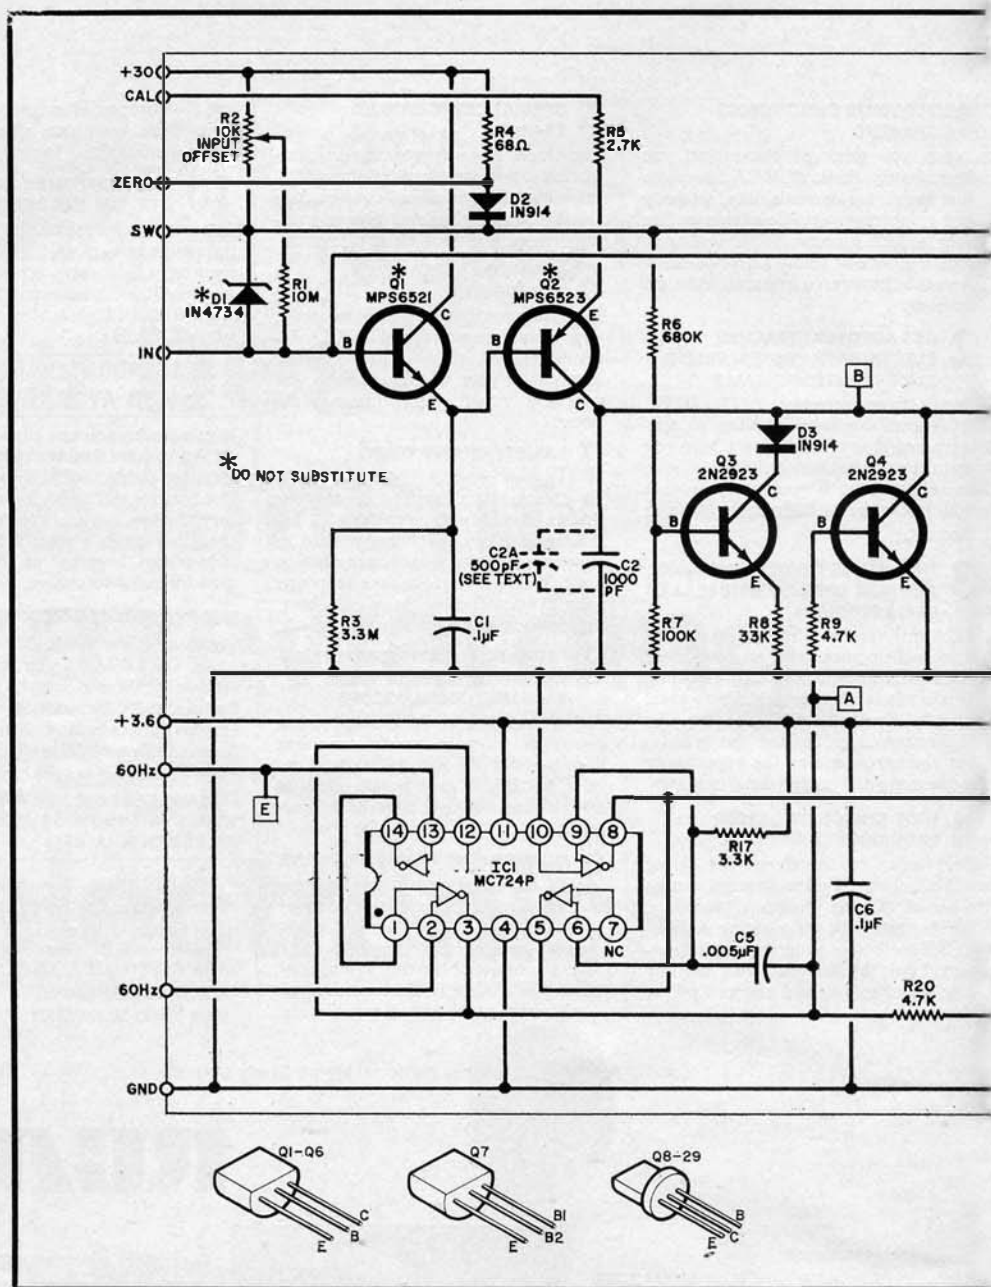 +30
CAL
R2
10K
INPUT
OFFSET
R4
68Ω
R5
2.7K
ZERO
D2
1N914
SW
*
D1
1N4734
R1
10M
*
Q1
MPS6521
*
Q2
MPS6523
R6
680K
IN
B
C
E
B
E
C
B
D3
1N914
Q3
2N2923
Q4
2N2923
B
C
E
B
C
E
*DO NOT SUBSTITUTE
C2A
500pF
(SEE TEXT)
C2
1000
pF
R3
3.3M
C1
.1µF
R7
100K
R8
33K
R9
4.7K
A
+3.6
60Hz
E
14 13 12 11 10 9 8
IC1
MC724P
1 2 3 4 5 6 7
NC
R17
3.3K
C6
.1µF
C5
.005µF
60Hz
R20
4.7K
GND
Q1-Q6
C
B
E
Q7
B1
B2
E
Q8-29
B
C
E